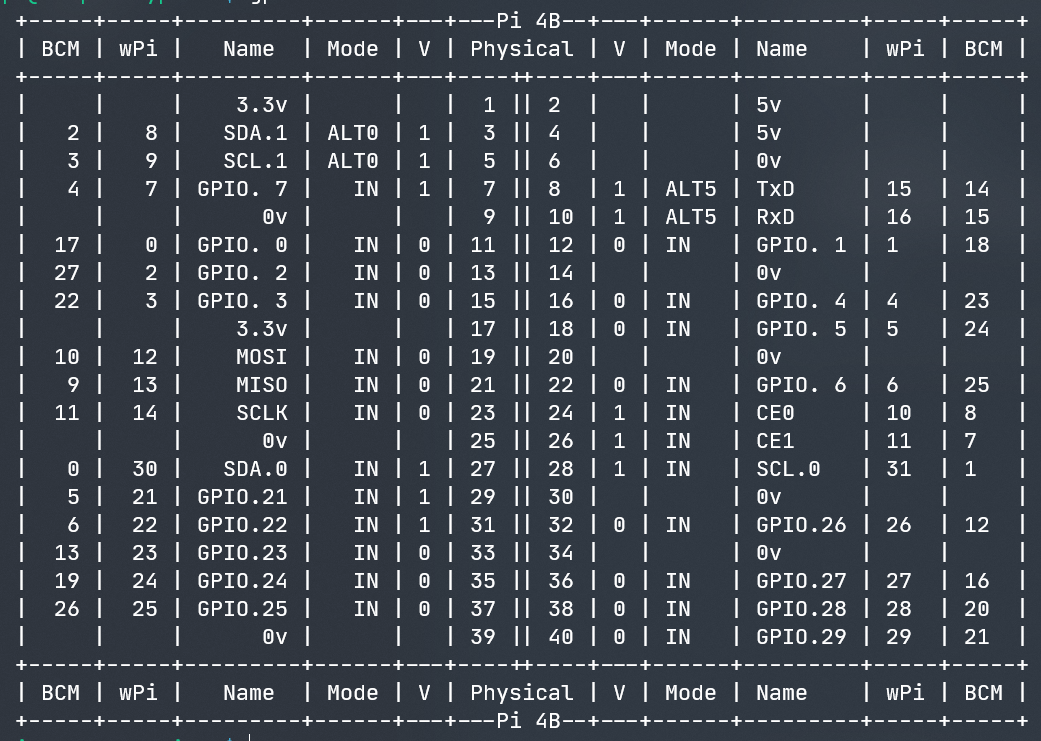 +-----+-----+---------+------+---+---Pi 4B--+---+------+---------+-----+-----+
| BCM | wPi |   Name  | Mode | V | Physical | V | Mode | Name    | wPi | BCM |
+-----+-----+---------+------+---+----++----+---+------+---------+-----+-----+
|     |     |    3.3v |      |   |  1 || 2  |   |      | 5v      |     |     |
|   2 |   8 |   SDA.1 | ALT0 | 1 |  3 || 4  |   |      | 5v      |     |     |
|   3 |   9 |   SCL.1 | ALT0 | 1 |  5 || 6  |   |      | 0v      |     |     |
|   4 |   7 | GPIO. 7 |   IN | 1 |  7 || 8  | 1 | ALT5 | TxD     | 15  | 14  |
|     |     |      0v |      |   |  9 || 10 | 1 | ALT5 | RxD     | 16  | 15  |
|  17 |   0 | GPIO. 0 |   IN | 0 | 11 || 12 | 0 | IN   | GPIO. 1 | 1   | 18  |
|  27 |   2 | GPIO. 2 |   IN | 0 | 13 || 14 |   |      | 0v      |     |     |
|  22 |   3 | GPIO. 3 |   IN | 0 | 15 || 16 | 0 | IN   | GPIO. 4 | 4   | 23  |
|     |     |    3.3v |      |   | 17 || 18 | 0 | IN   | GPIO. 5 | 5   | 24  |
|  10 |  12 |    MOSI |   IN | 0 | 19 || 20 |   |      | 0v      |     |     |
|   9 |  13 |    MISO |   IN | 0 | 21 || 22 | 0 | IN   | GPIO. 6 | 6   | 25  |
|  11 |  14 |    SCLK |   IN | 0 | 23 || 24 | 1 | IN   | CE0     | 10  | 8   |
|     |     |      0v |      |   | 25 || 26 | 1 | IN   | CE1     | 11  | 7   |
|   0 |  30 |   SDA.0 |   IN | 1 | 27 || 28 | 1 | IN   | SCL.0   | 31  | 1   |
|   5 |  21 | GPIO.21 |   IN | 1 | 29 || 30 |   |      | 0v      |     |     |
|   6 |  22 | GPIO.22 |   IN | 1 | 31 || 32 | 0 | IN   | GPIO.26 | 26  | 12  |
|  13 |  23 | GPIO.23 |   IN | 0 | 33 || 34 |   |      | 0v      |     |     |
|  19 |  24 | GPIO.24 |   IN | 0 | 35 || 36 | 0 | IN   | GPIO.27 | 27  | 16  |
|  26 |  25 | GPIO.25 |   IN | 0 | 37 || 38 | 0 | IN   | GPIO.28 | 28  | 20  |
|     |     |      0v |      |   | 39 || 40 | 0 | IN   | GPIO.29 | 29  | 21  |
+-----+-----+---------+------+---+----++----+---+------+---------+-----+-----+
| BCM | wPi |   Name  | Mode | V | Physical | V | Mode | Name    | wPi | BCM |
+-----+-----+---------+------+---+---Pi 4B--+---+------+---------+-----+-----+